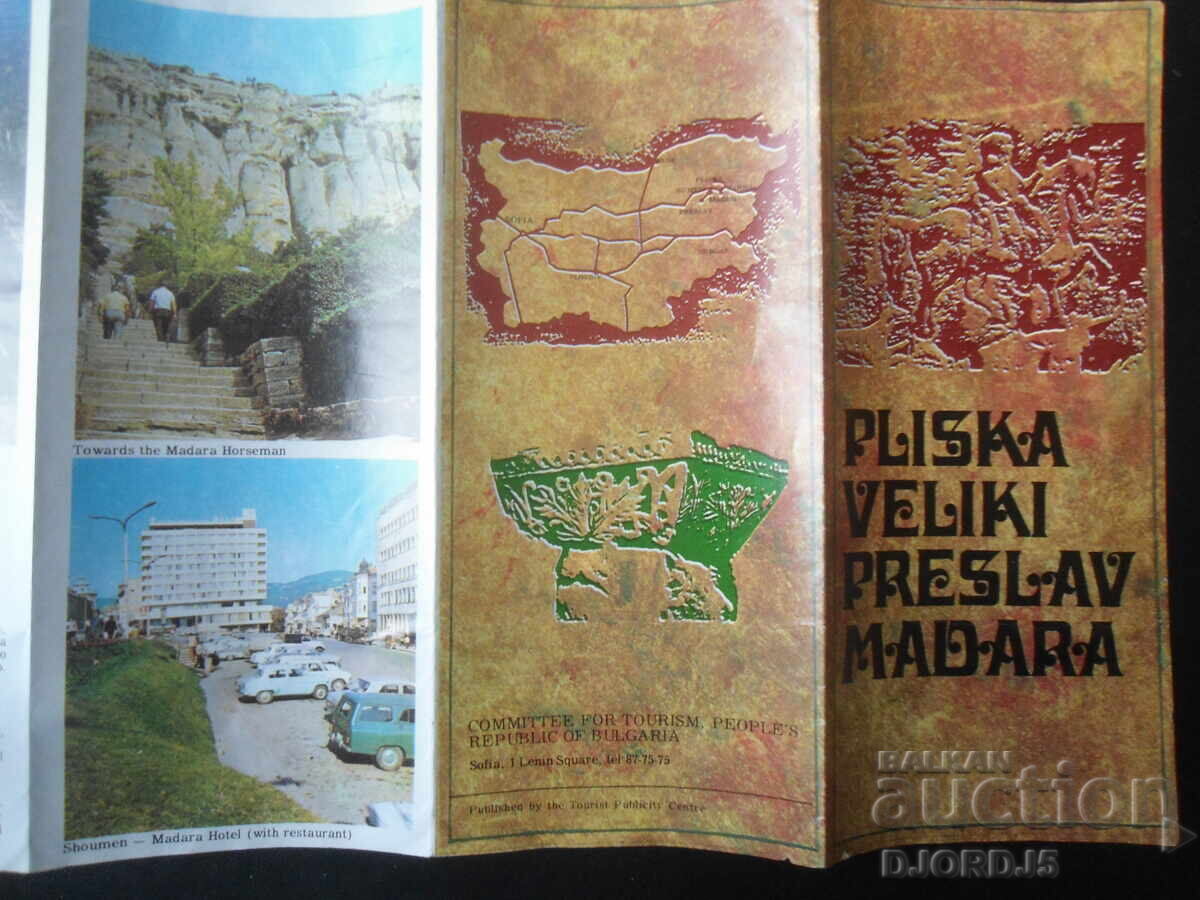 Towards the Madara Horseman
Shoumen — Madara Hotel (with restaurant)
SOFIA
PLISKA
PRESLAV
COMMITTEE FOR TOURISM, PEOPLE'S
REPUBLIC OF BULGARIA
Sofia, 1 Lenin Square, tel 87-75-75
Published by the Tourist Publicity Centre
PLISKA
VELIKI
PRESLAV
MADARA
BALKAN
auction
DJORDJ5